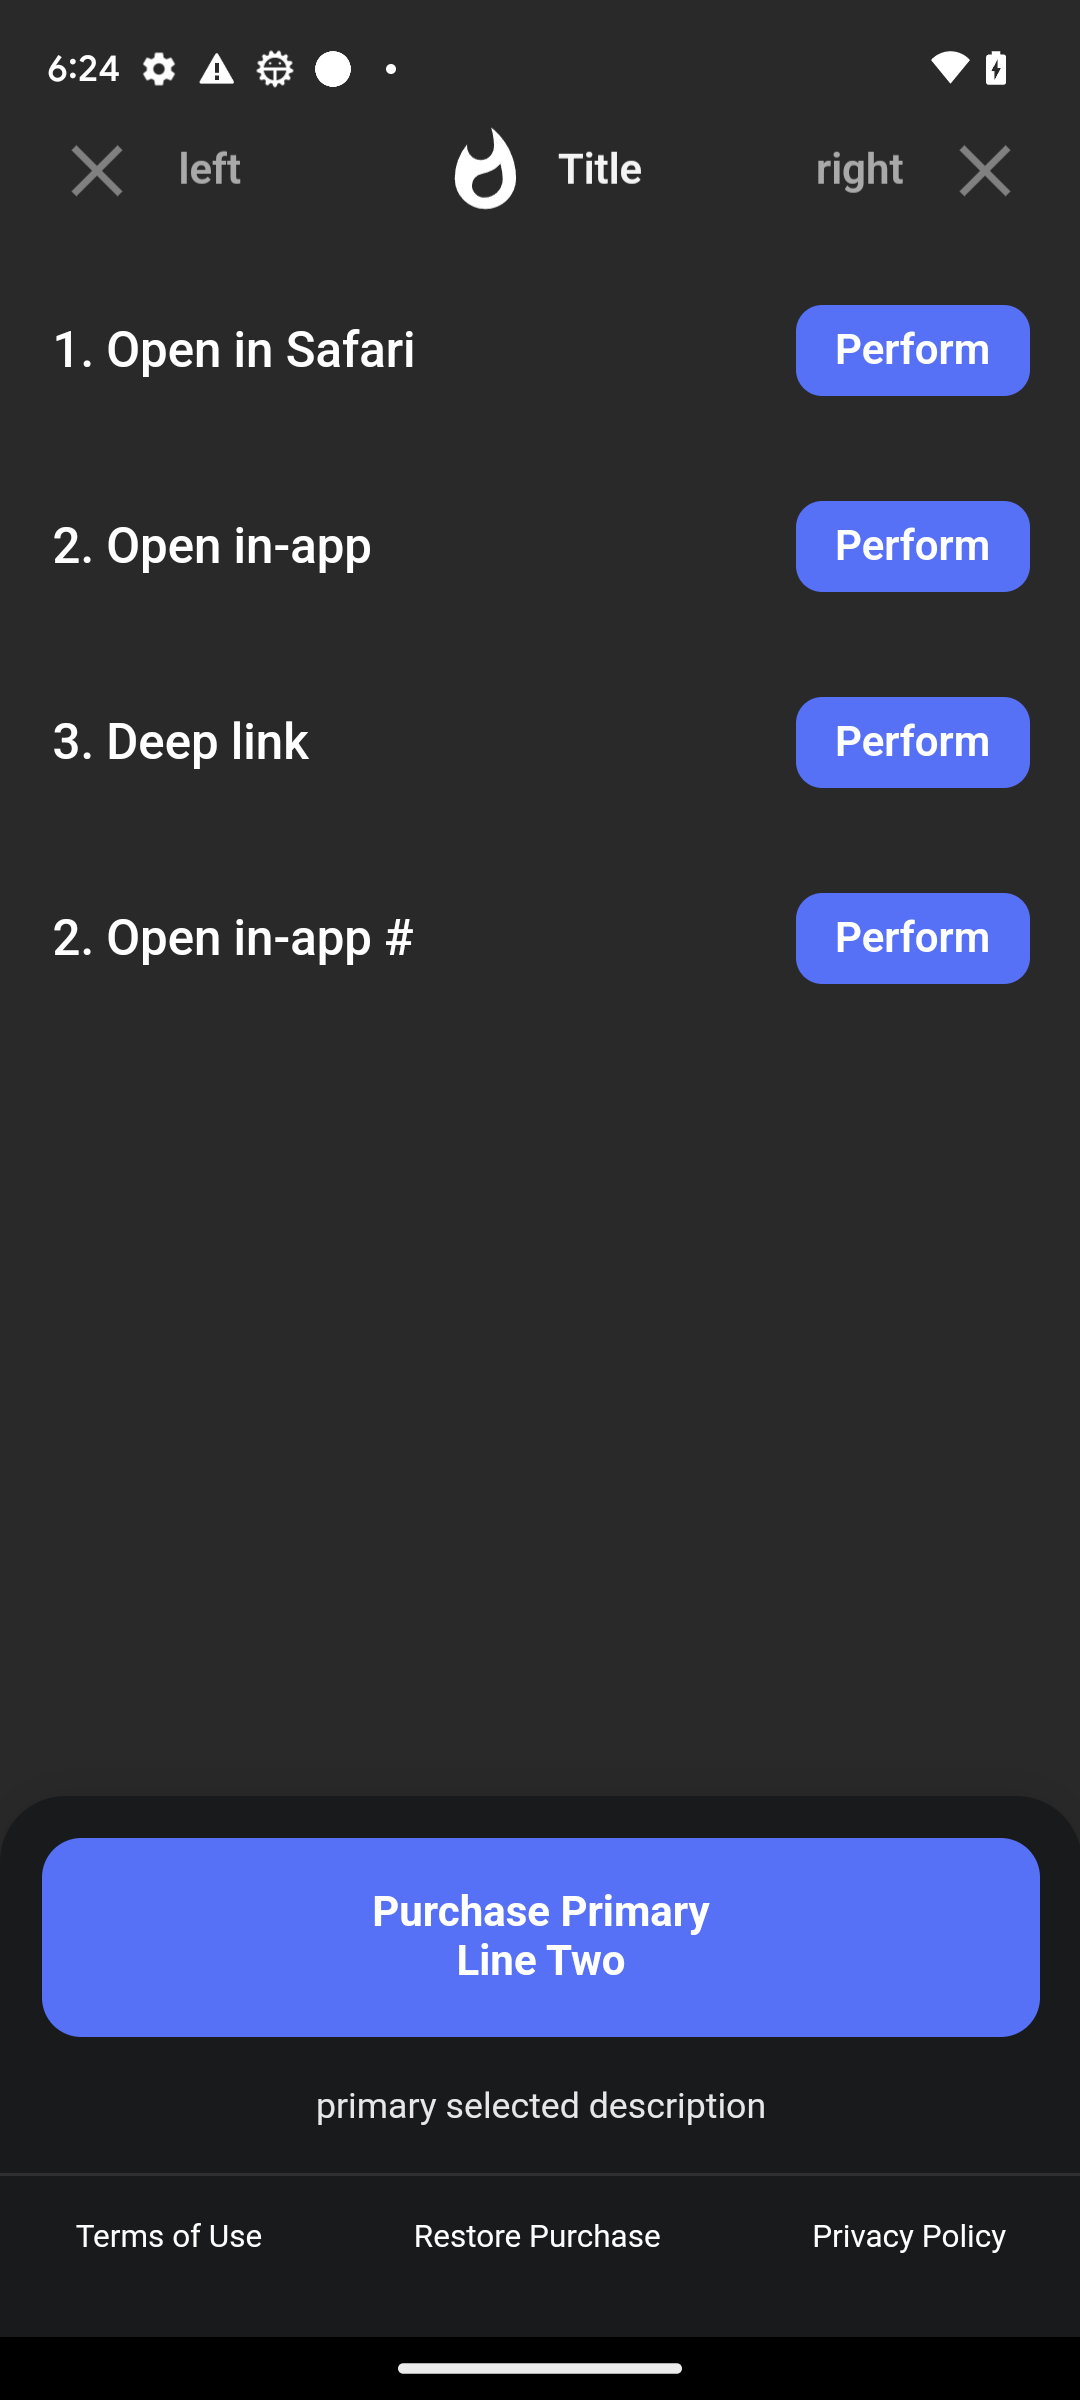 6:24
left
Title
right
1. Open in Safari
Perform
2. Open in-app
Perform
3. Deep link
Perform
2. Open in-app #
Perform
Purchase Primary
Line Two
primary selected description
Terms of Use
Restore Purchase
Privacy Policy